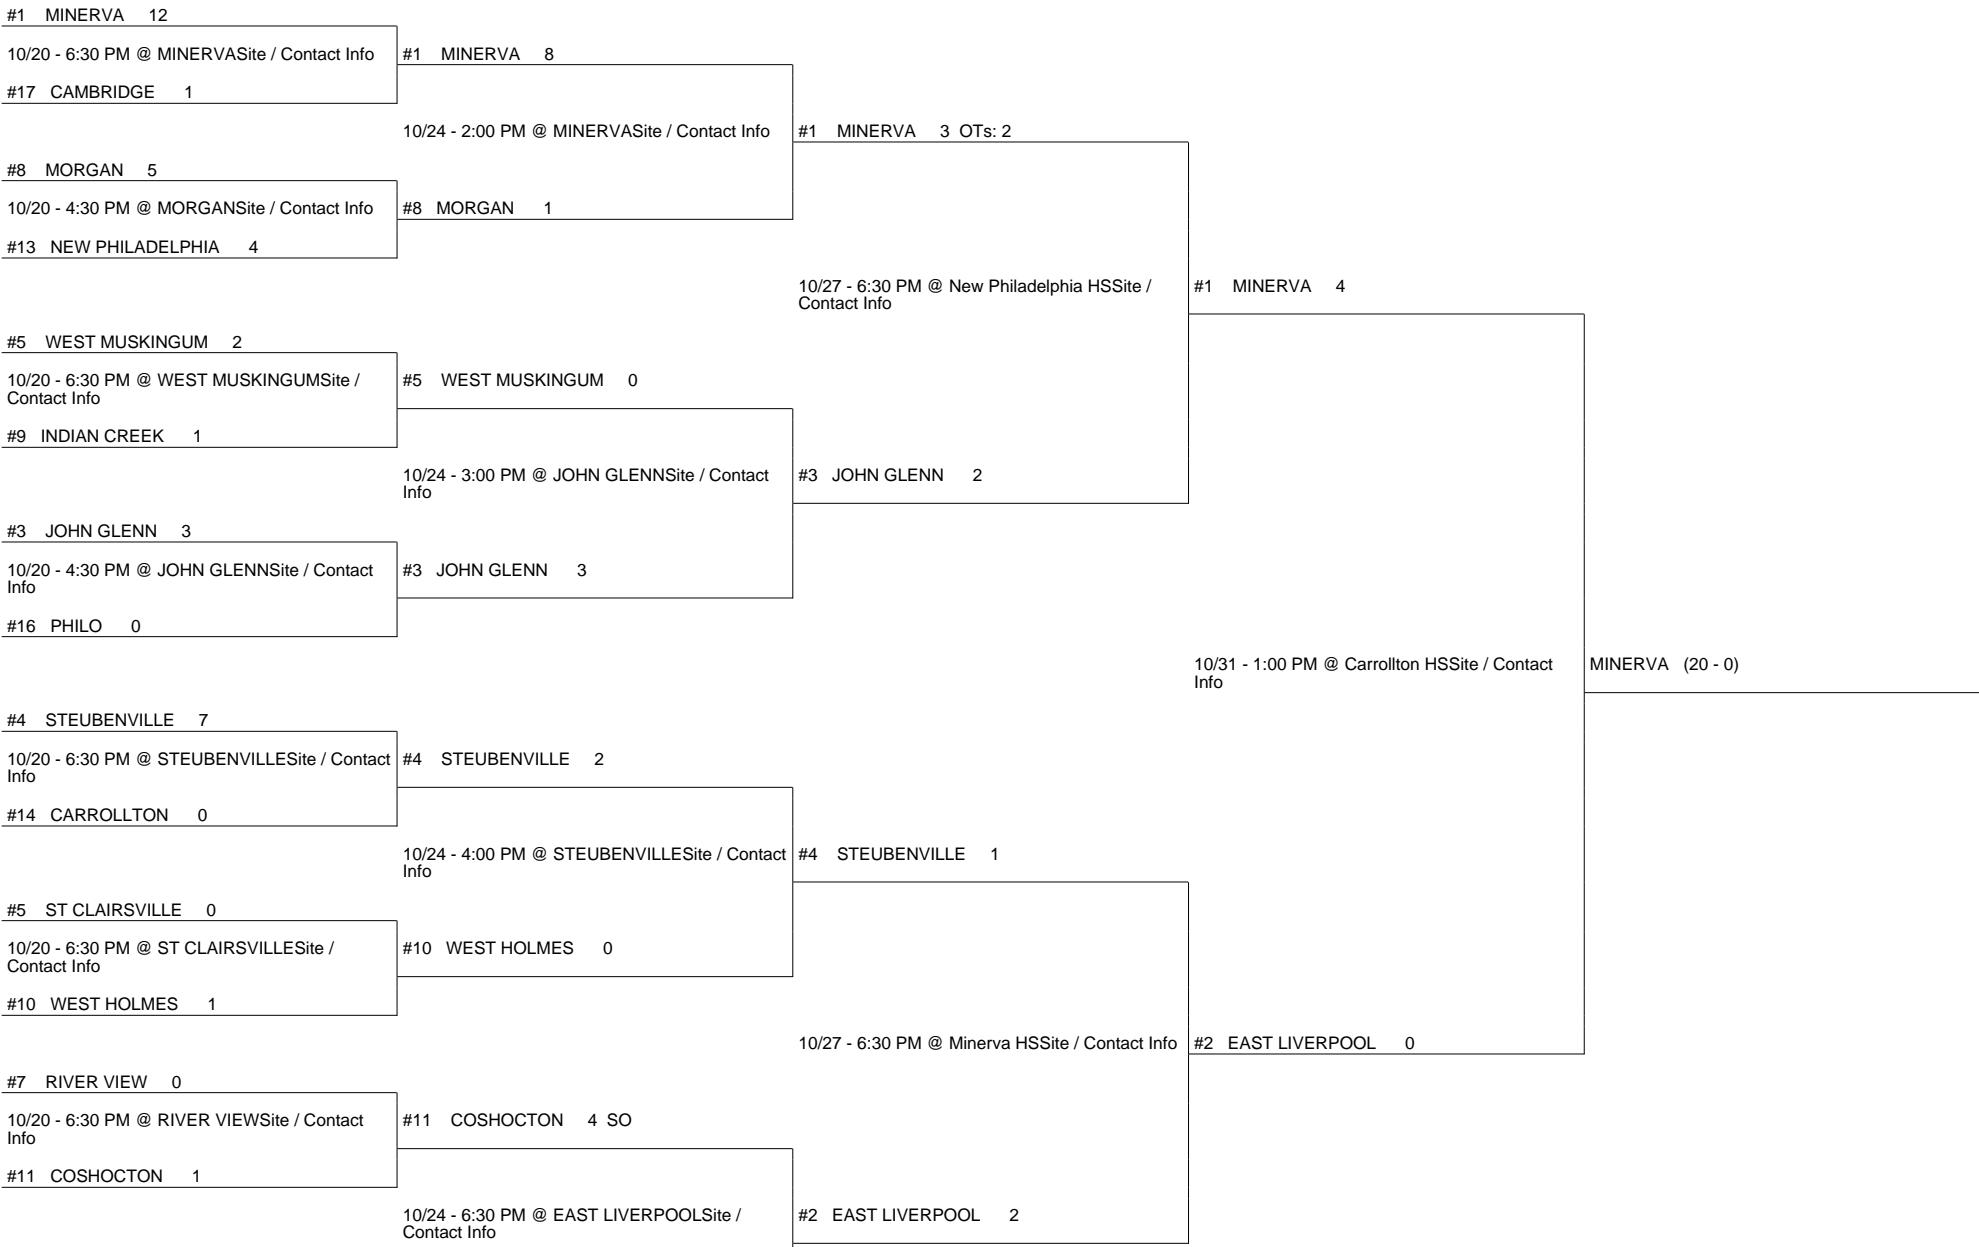 #1 MINERVA 12
10/20 - 6:30 PM @ MINERVASite / Contact Info
#17 CAMBRIDGE 1
#1 MINERVA 8
10/24 - 2:00 PM @ MINERVASite / Contact Info
#1 MINERVA 3 OTs: 2
#8 MORGAN 5
10/20 - 4:30 PM @ MORGANSite / Contact Info
#13 NEW PHILADELPHIA 4
#8 MORGAN 1
10/27 - 6:30 PM @ New Philadelphia HSSite /
Contact Info
#1 MINERVA 4
#5 WEST MUSKINGUM 2
10/20 - 6:30 PM @ WEST MUSKINGUMSite /
Contact Info
#9 INDIAN CREEK 1
#5 WEST MUSKINGUM 0
10/24 - 3:00 PM @ JOHN GLENNSite / Contact
Info
#3 JOHN GLENN 2
#3 JOHN GLENN 3
10/20 - 4:30 PM @ JOHN GLENNSite / Contact
Info
#16 PHILO 0
#3 JOHN GLENN 3
10/31 - 1:00 PM @ Carrollton HSSite / Contact
Info
MINERVA (20 - 0)
#4 STEUBENVILLE 7
10/20 - 6:30 PM @ STEUBENVILLESite / Contact
Info
#14 CARROLLTON 0
#4 STEUBENVILLE 2
10/24 - 4:00 PM @ STEUBENVILLESite / Contact
Info
#4 STEUBENVILLE 1
#5 ST CLAIRSVILLE 0
10/20 - 6:30 PM @ ST CLAIRSVILLESite /
Contact Info
#10 WEST HOLMES 1
#10 WEST HOLMES 0
10/27 - 6:30 PM @ Minerva HSSite / Contact Info
#2 EAST LIVERPOOL 0
#7 RIVER VIEW 0
10/20 - 6:30 PM @ RIVER VIEWSite / Contact
Info
#11 COSHOCTON 1
#11 COSHOCTON 4 SO
10/24 - 6:30 PM @ EAST LIVERPOOLSite /
Contact Info
#2 EAST LIVERPOOL 2